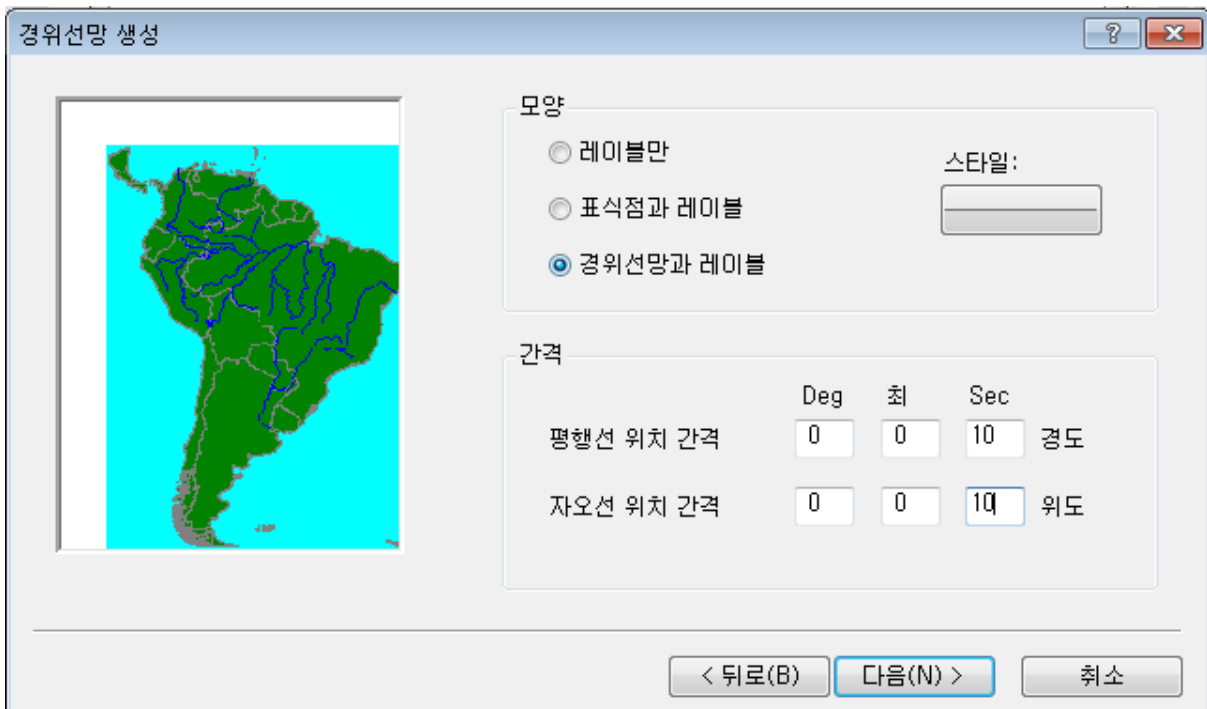 경위선망 생성
모양
레이블만
스타일:
표식점과 레이블
경위선망과 레이블
간격
Deg 최 Sec
평행선 위치 간격 0 0 10 경도
자오선 위치 간격 0 0 10 위도
< 뒤로(B) 다음(N) > 취소